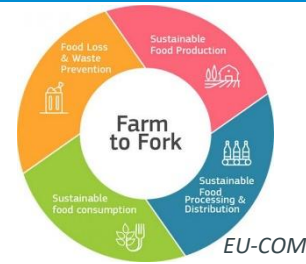 Food Loss
& Waste
Prevention
Sustainable
Food Production
Farm
to Fork
Sustainable
food consumption
Sustainable
Food
Processing &
Distribution
EU-COM